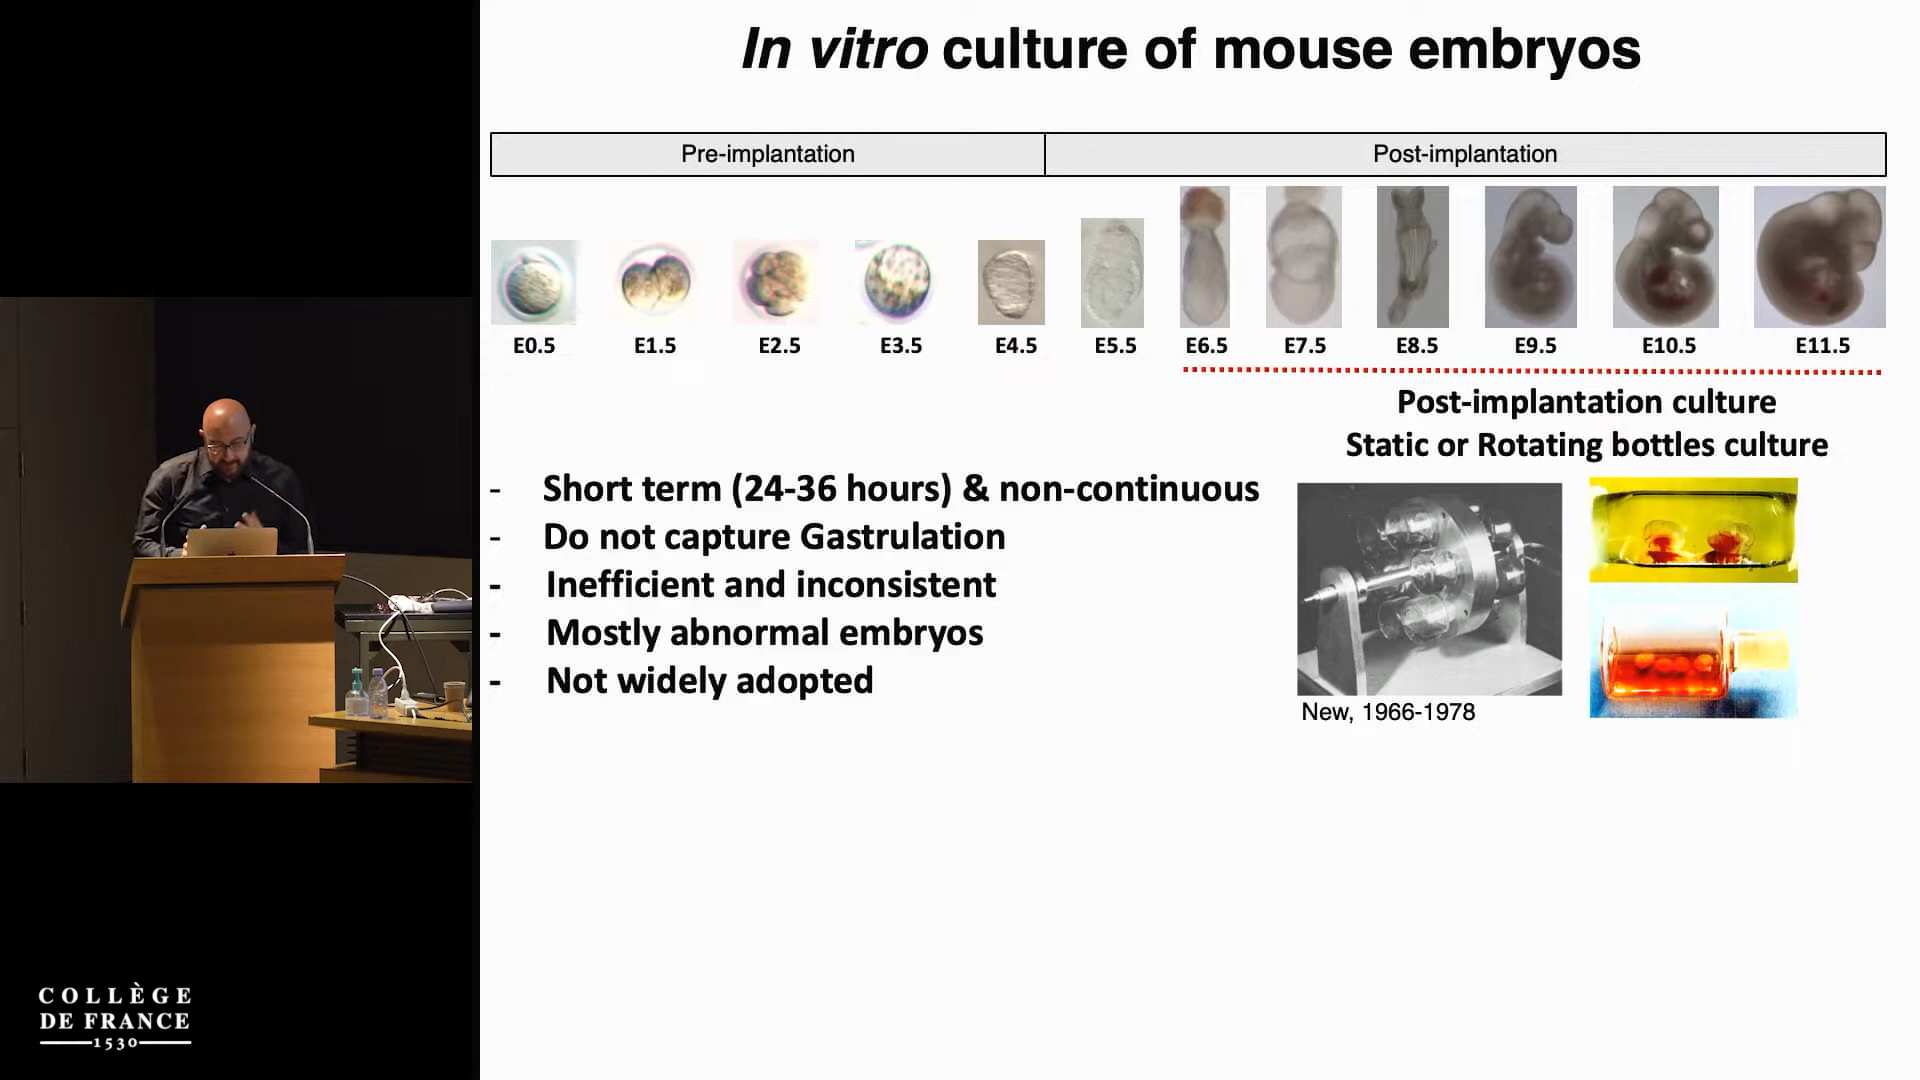 In vitro culture of mouse embryos
Pre-implantation
Post-implantation
E0.5
E1.5
E2.5
E3.5
E4.5
E5.5
E6.5
E7.5
E8.5
E9.5
E10.5
E11.5
Post-implantation culture
Static or Rotating bottles culture
- Short term (24-36 hours) & non-continuous
- Do not capture Gastrulation
- Inefficient and inconsistent
- Mostly abnormal embryos
- Not widely adopted
New, 1966-1978
COLLÈGE
DE FRANCE
1530